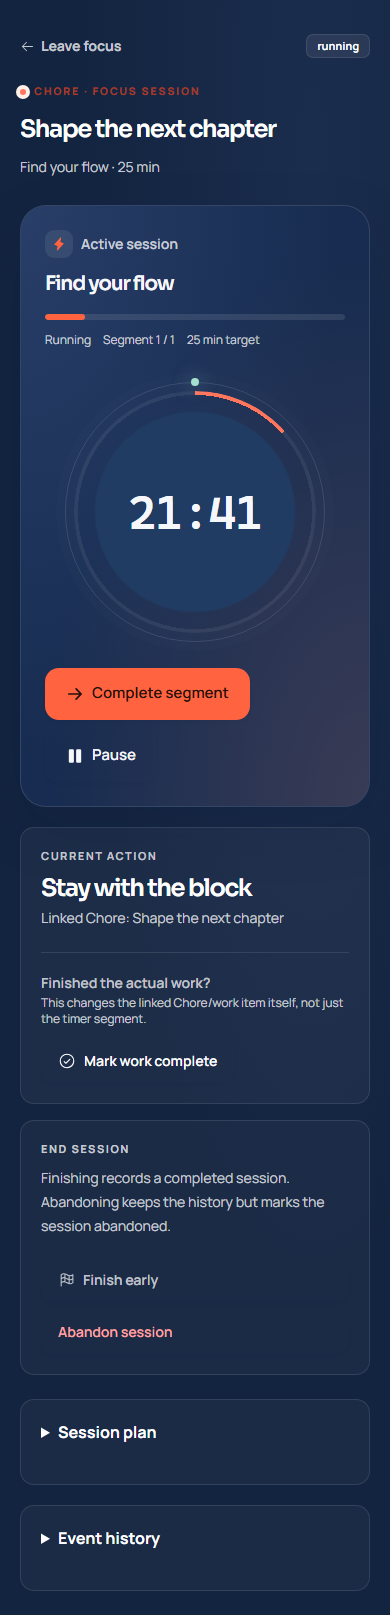 ← Leave focus
running
CHORE · FOCUS SESSION
Shape the next chapter
Find your flow · 25 min
Active session
Find your flow
Running Segment 1 / 1 25 min target
21:41
→ Complete segment
Pause
CURRENT ACTION
Stay with the block
Linked Chore: Shape the next chapter
Finished the actual work?
This changes the linked Chore/work item itself, not just
the timer segment.
Mark work complete
END SESSION
Finishing records a completed session.
Abandoning keeps the history but marks the
session abandoned.
Finish early
Abandon session
Session plan
Event history